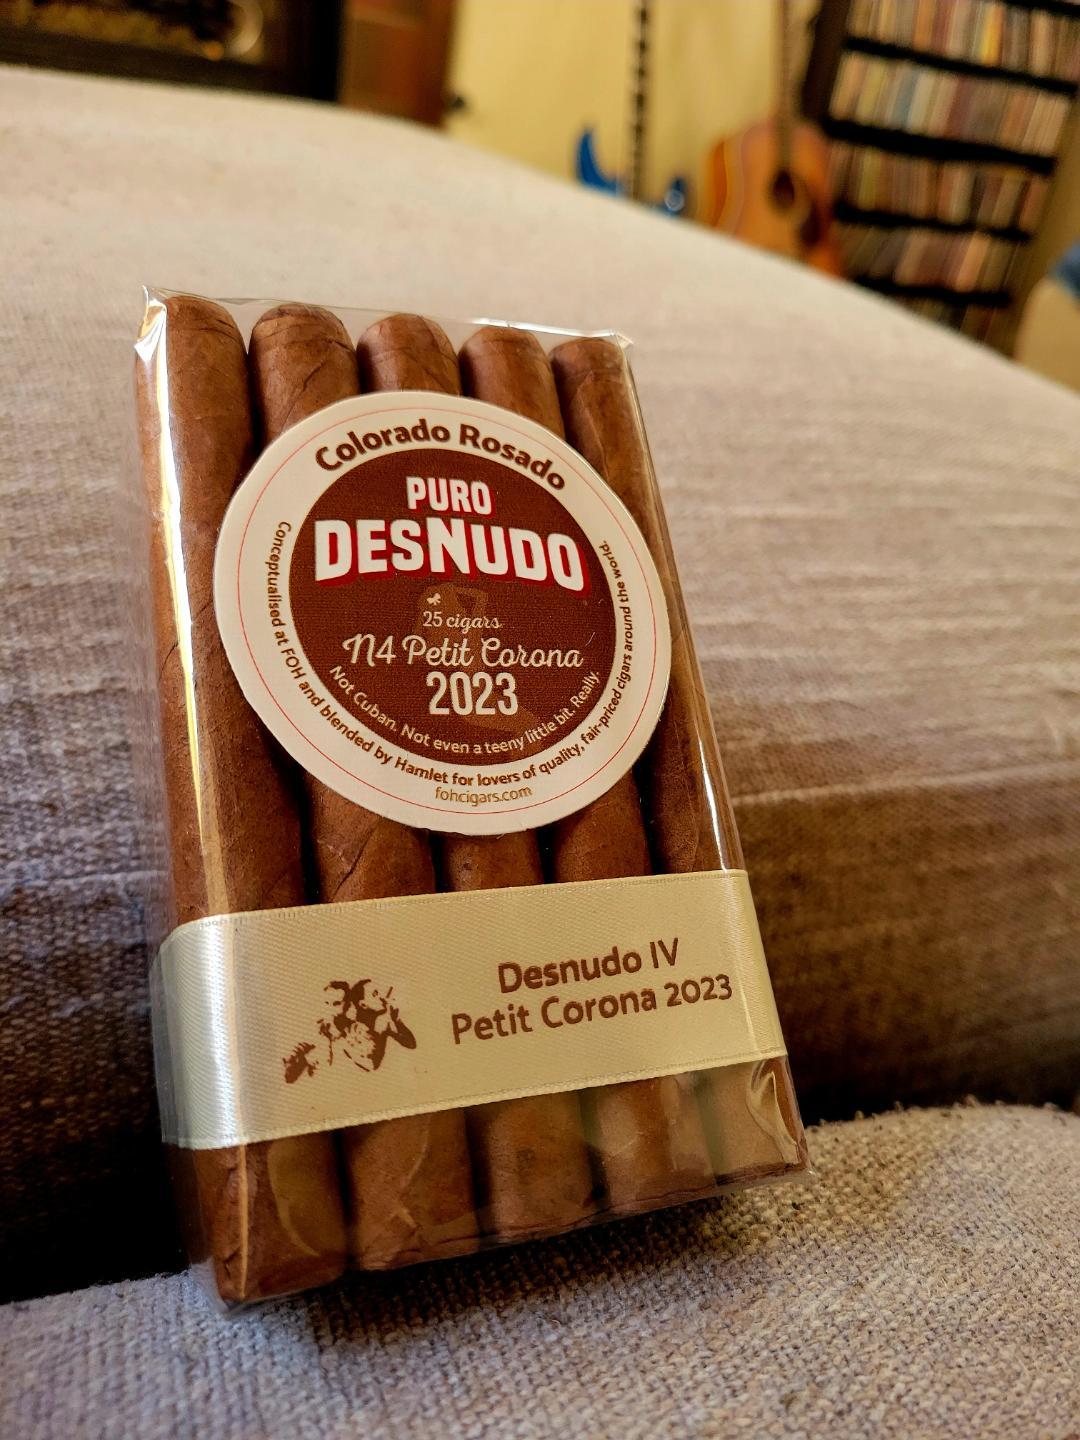 Colorado Rosado
PURO
DESNUDO
25 cigars
N4 Petit Corona
2023
Not Cuban. Not even a teeny little bit. Really.
Conceptualised at FOH and blended by Hamlet for lovers of quality, fair-priced cigars around the world.
fohcigars.com
Desnudo IV
Petit Corona 2023